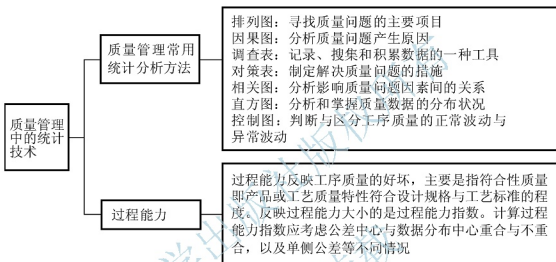 质量管理
中的统计
技术
质量管理常用
统计分析方法
排列图：寻找质量问题的主要项目
因果图：分析质量问题产生原因
调查表：记录、搜集和积累数据的一种工具
对策表：制定解决质量问题的措施
相关图：分析影响质量问题因素间的关系
直方图：分析和掌握质量数据的分布状况
控制图：判断与区分工序质量的正常波动与
异常波动
过程能力
过程能力反映工序质量的好坏，主要是指符合性质量
即产品或工艺质量特性符合设计规格与工艺标准的程
度。反映过程能力大小的是过程能力指数。计算过程
能力指数应考虑公差中心与数据分布中心重合与不重
合，以及单侧公差等不同情况